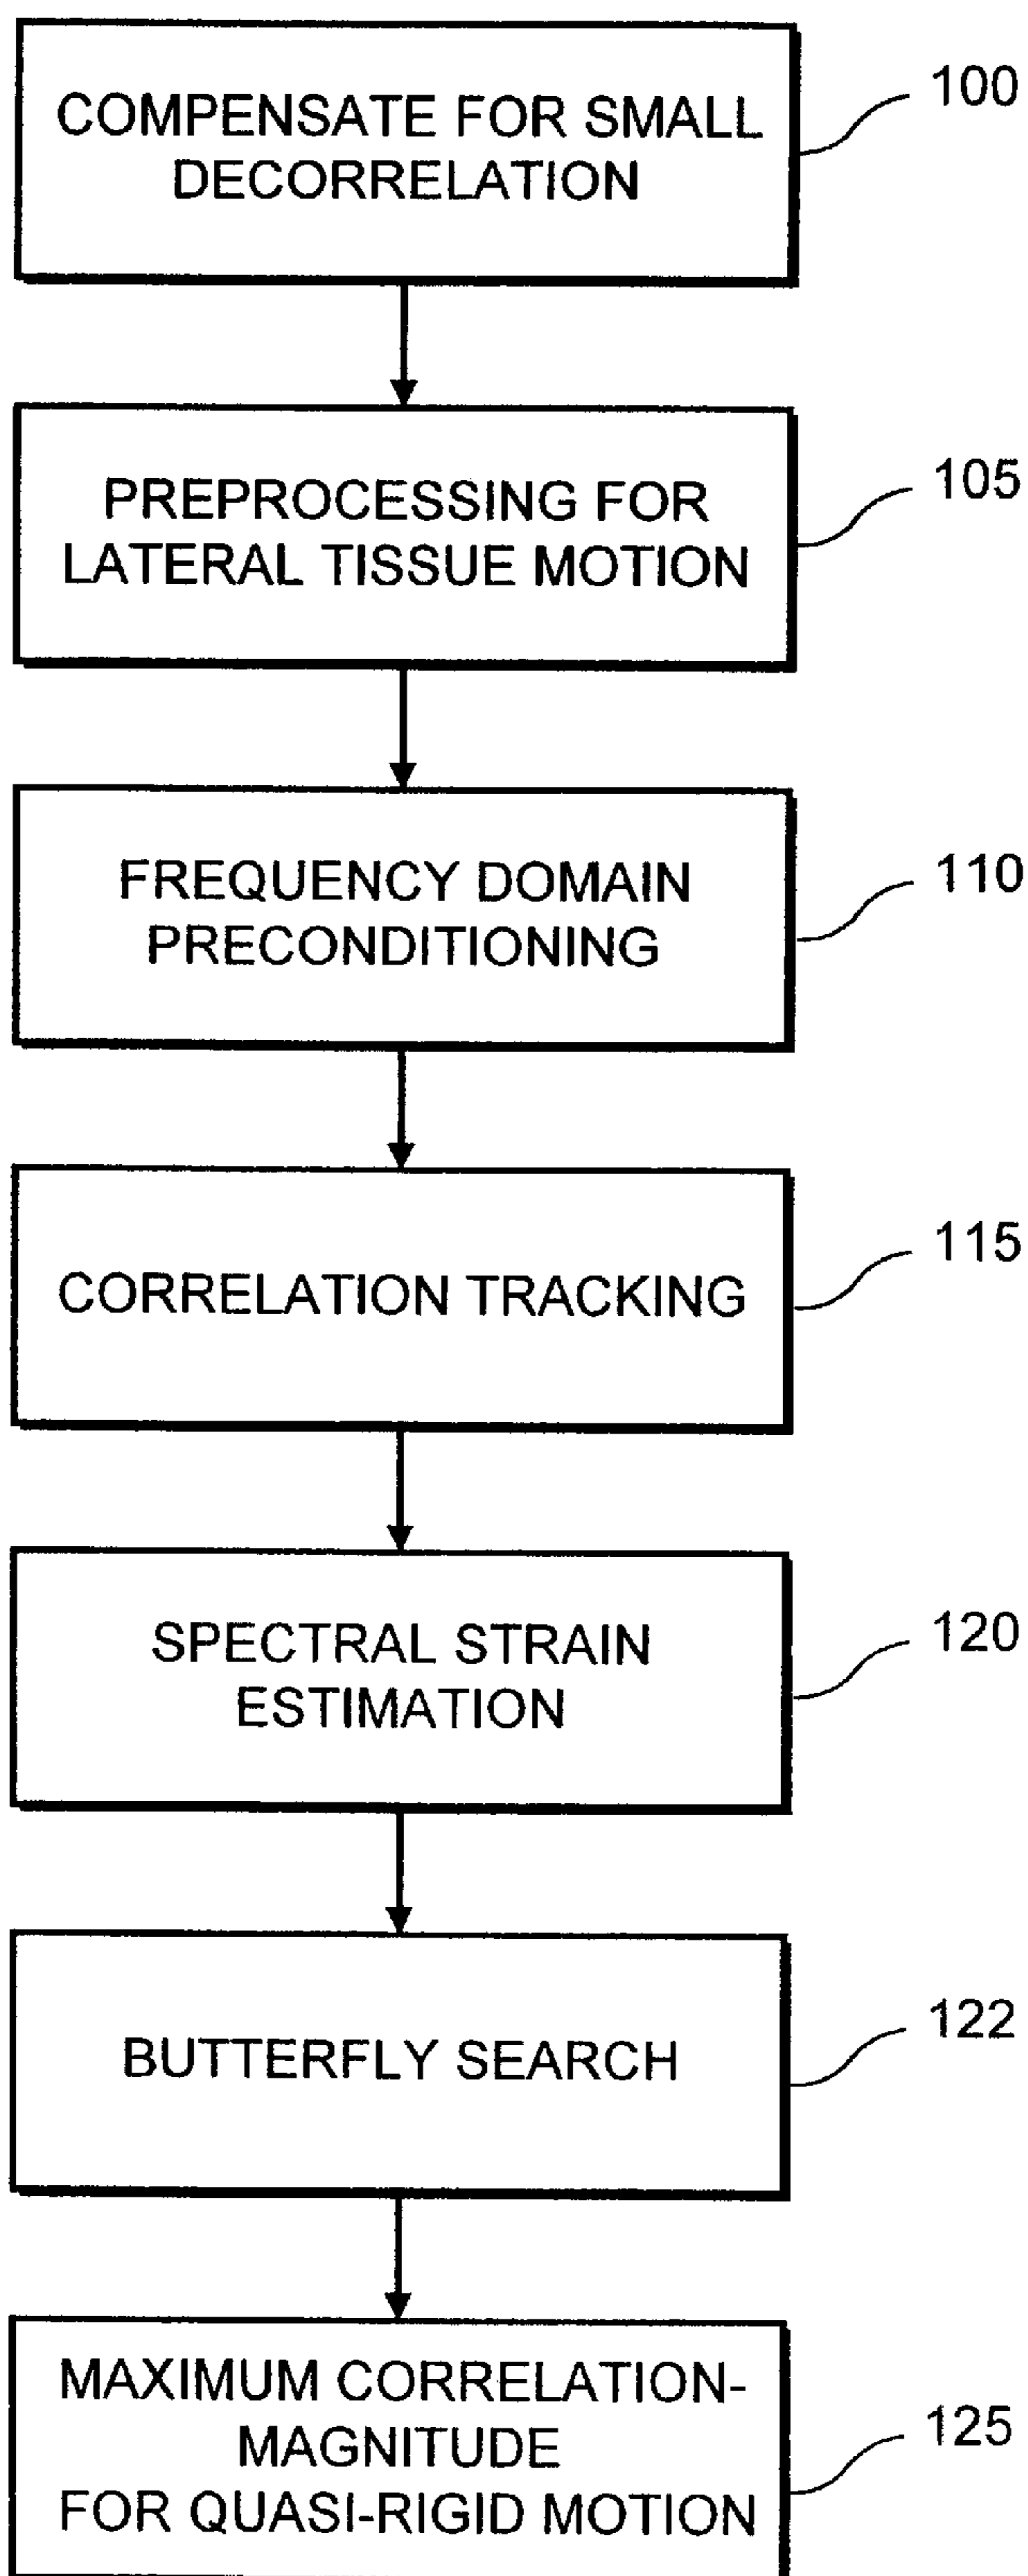 COMPENSATE FOR SMALL
DECORRELATION
100
PREPROCESSING FOR
LATERAL TISSUE MOTION
105
FREQUENCY DOMAIN
PRECONDITIONING
110
CORRELATION TRACKING
115
SPECTRAL STRAIN
ESTIMATION
120
BUTTERFLY SEARCH
122
MAXIMUM CORRELATION-
MAGNITUDE
FOR QUASI-RIGID MOTION
125